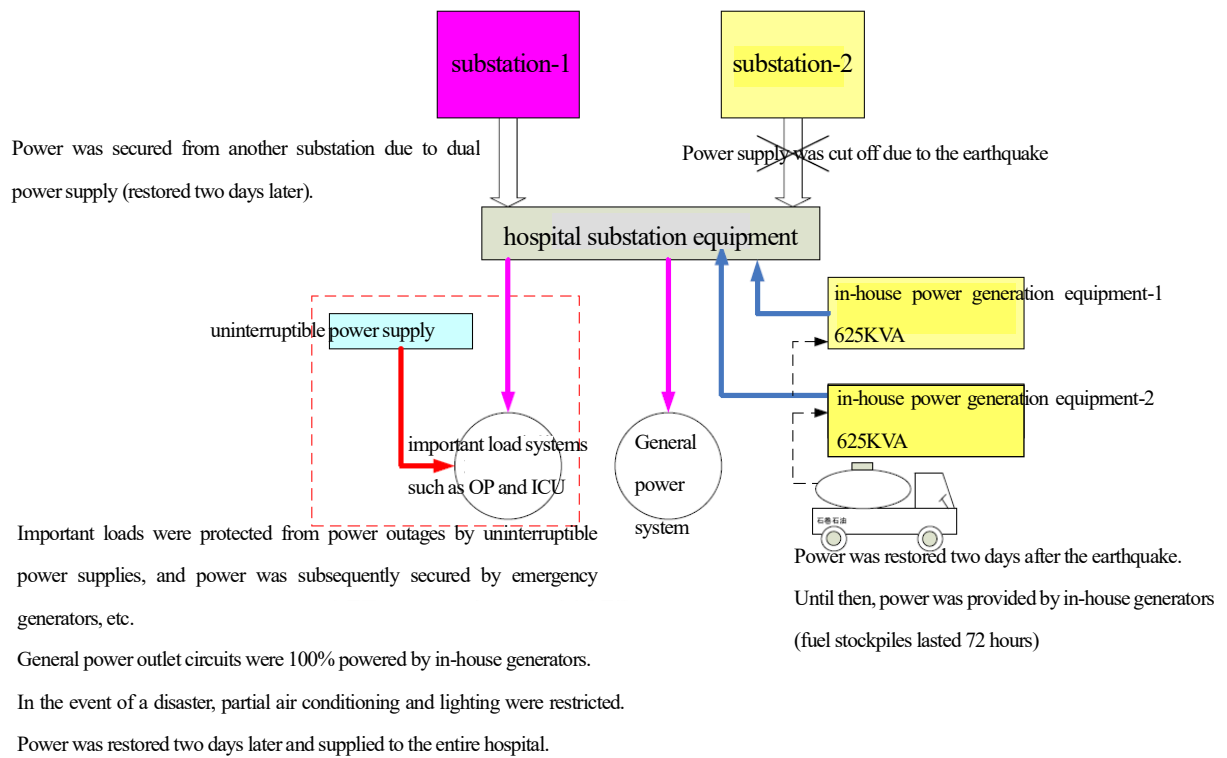 substation-1
substation-2
Power was secured from another substation due to dual
power supply (restored two days later).
Power supply was cut off due to the earthquake
hospital substation equipment
uninterruptible power supply
in-house power generation equipment-1
625KVA
in-house power generation equipment-2
625KVA
important load systems
such as OP and ICU
General
power
system
石巻石油
Important loads were protected from power outages by uninterruptible
power supplies, and power was subsequently secured by emergency
generators, etc.
General power outlet circuits were 100% powered by in-house generators.
In the event of a disaster, partial air conditioning and lighting were restricted.
Power was restored two days later and supplied to the entire hospital.
Power was restored two days after the earthquake.
Until then, power was provided by in-house generators
(fuel stockpiles lasted 72 hours)